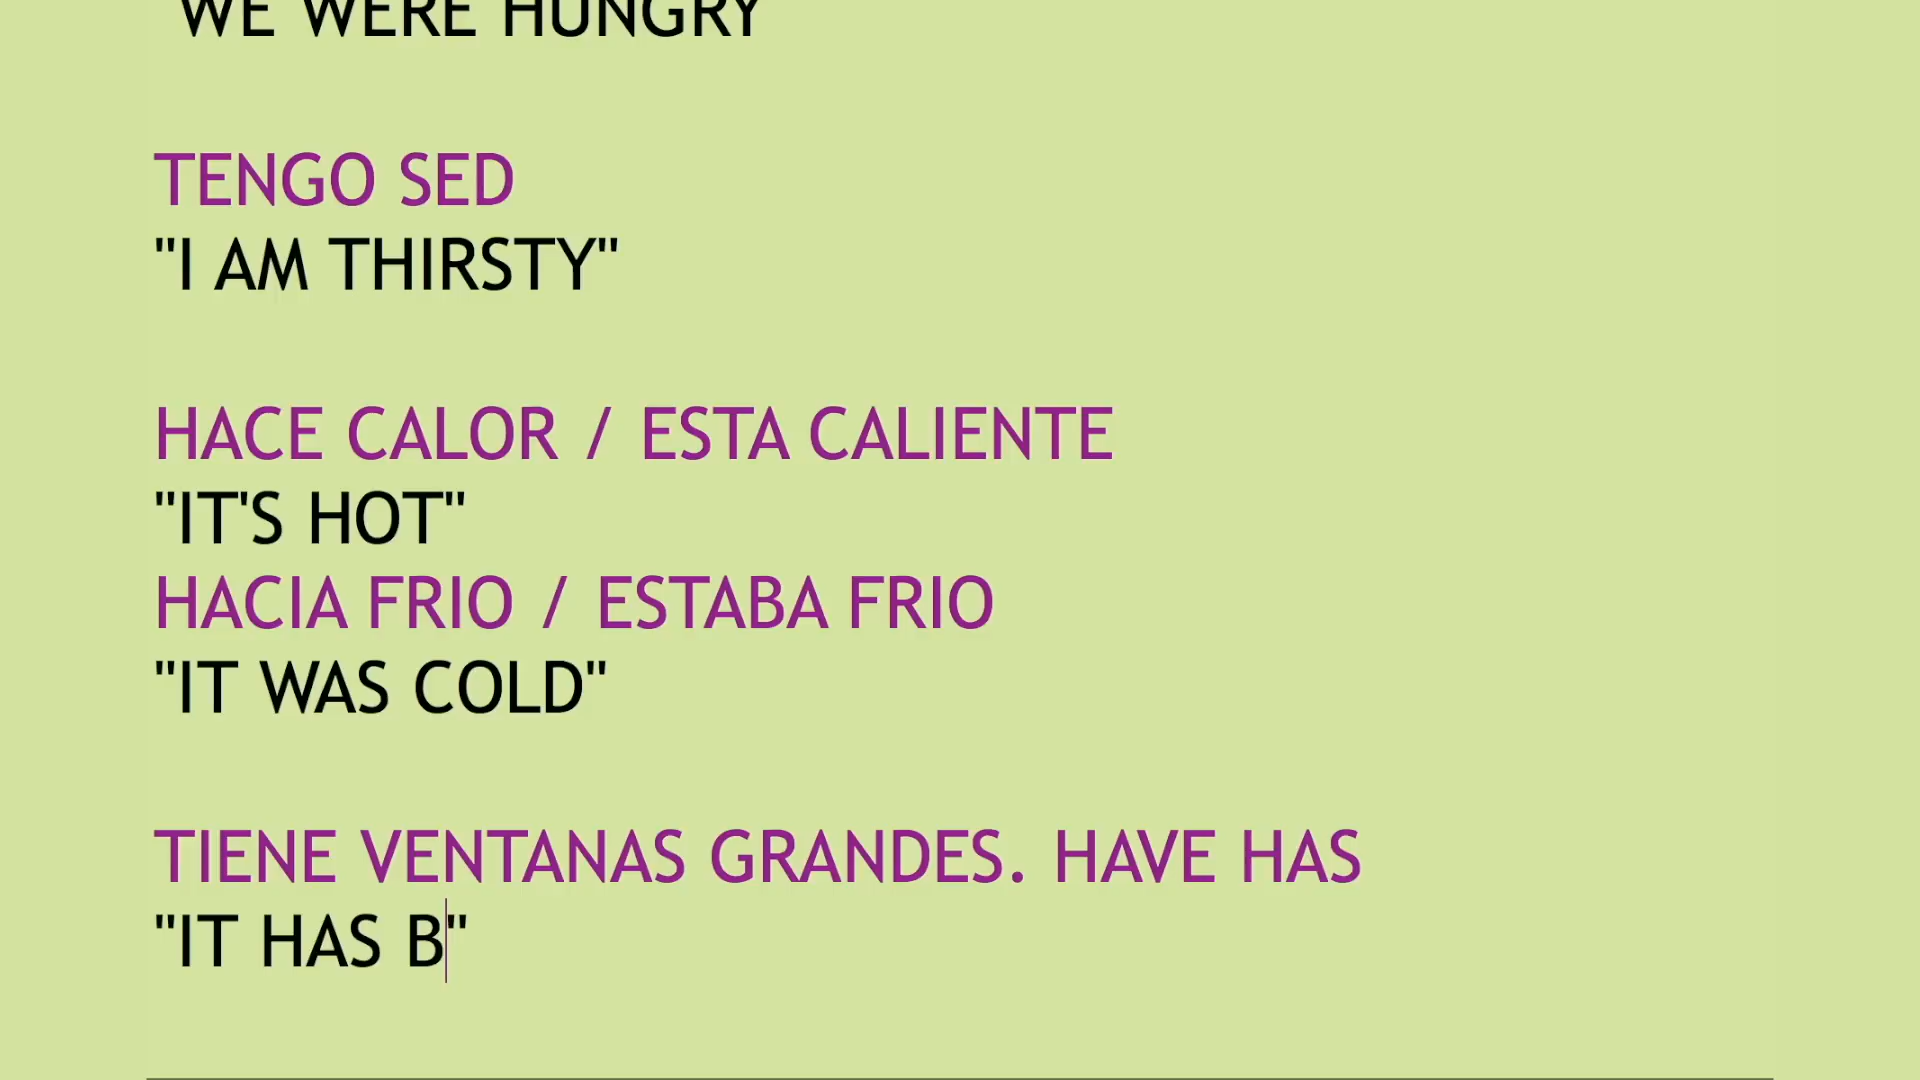 "WE WERE HUNGRY"
TENGO SED
"I AM THIRSTY"
HACE CALOR / ESTA CALIENTE
"IT'S HOT"
HACIA FRIO / ESTABA FRIO
"IT WAS COLD"
TIENE VENTANAS GRANDES. HAVE HAS
"IT HAS B"